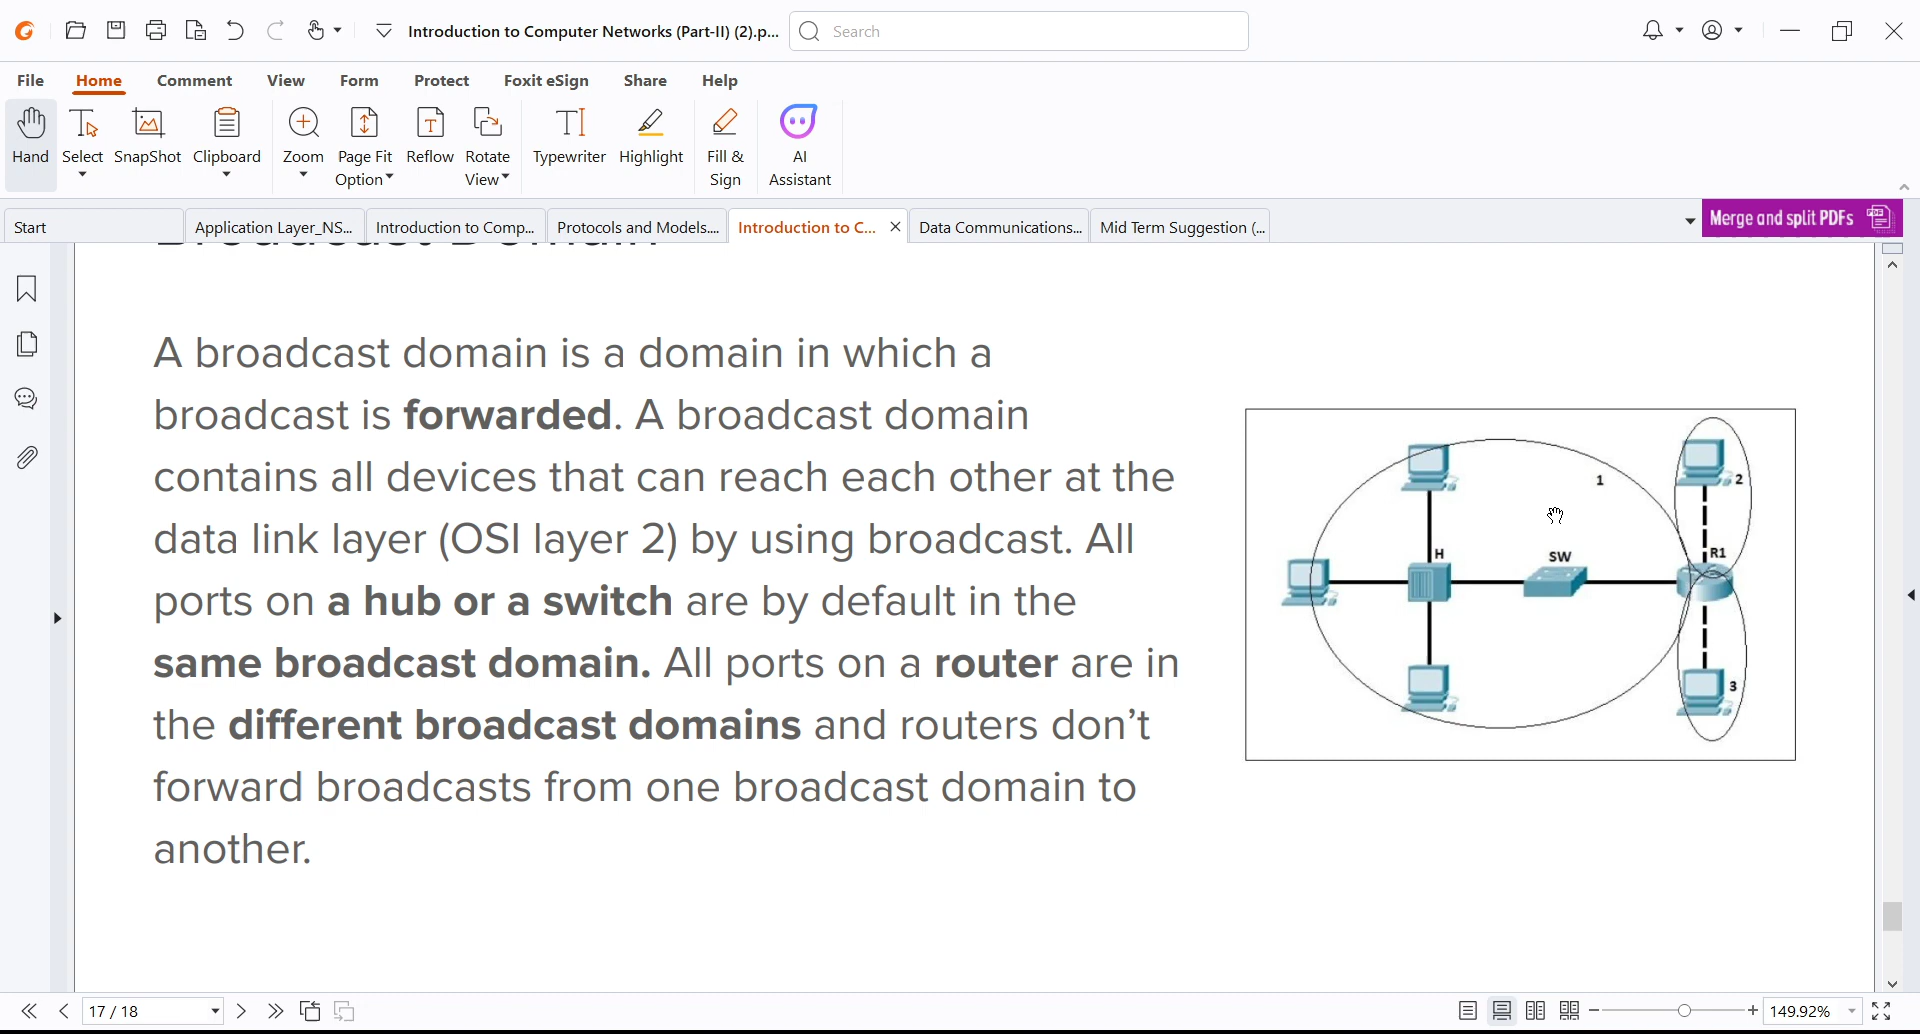 Introduction to Computer Networks (Part-II) (2).p...
Search
File Home Comment View Form Protect Foxit eSign Share Help
Hand
Select
SnapShot
Clipboard
Zoom
Page Fit
Option
Reflow
Rotate
View
Typewriter
Highlight
Fill &
Sign
AI
Assistant
Start
Application Layer_NS...
Introduction to Comp...
Protocols and Models....
Introduction to C...
Data Communications...
Mid Term Suggestion (...
Merge and split PDFs
Broadcast Domain
A broadcast domain is a domain in which a
broadcast is forwarded. A broadcast domain
contains all devices that can reach each other at the
data link layer (OSI layer 2) by using broadcast. All
ports on a hub or a switch are by default in the
same broadcast domain. All ports on a router are in
the different broadcast domains and routers don’t
forward broadcasts from one broadcast domain to
another.
1
2
H
SW
R1
3
17 / 18
149.92%